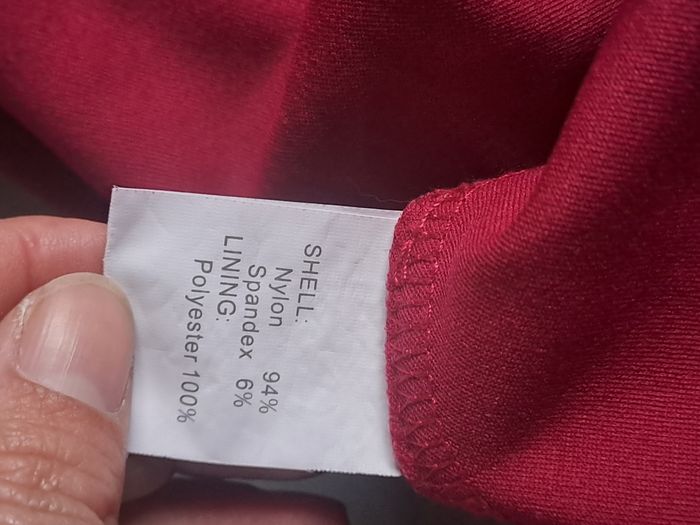 SHELL:
Nylon 94%
Spandex 6%
LINING:
Polyester 100%